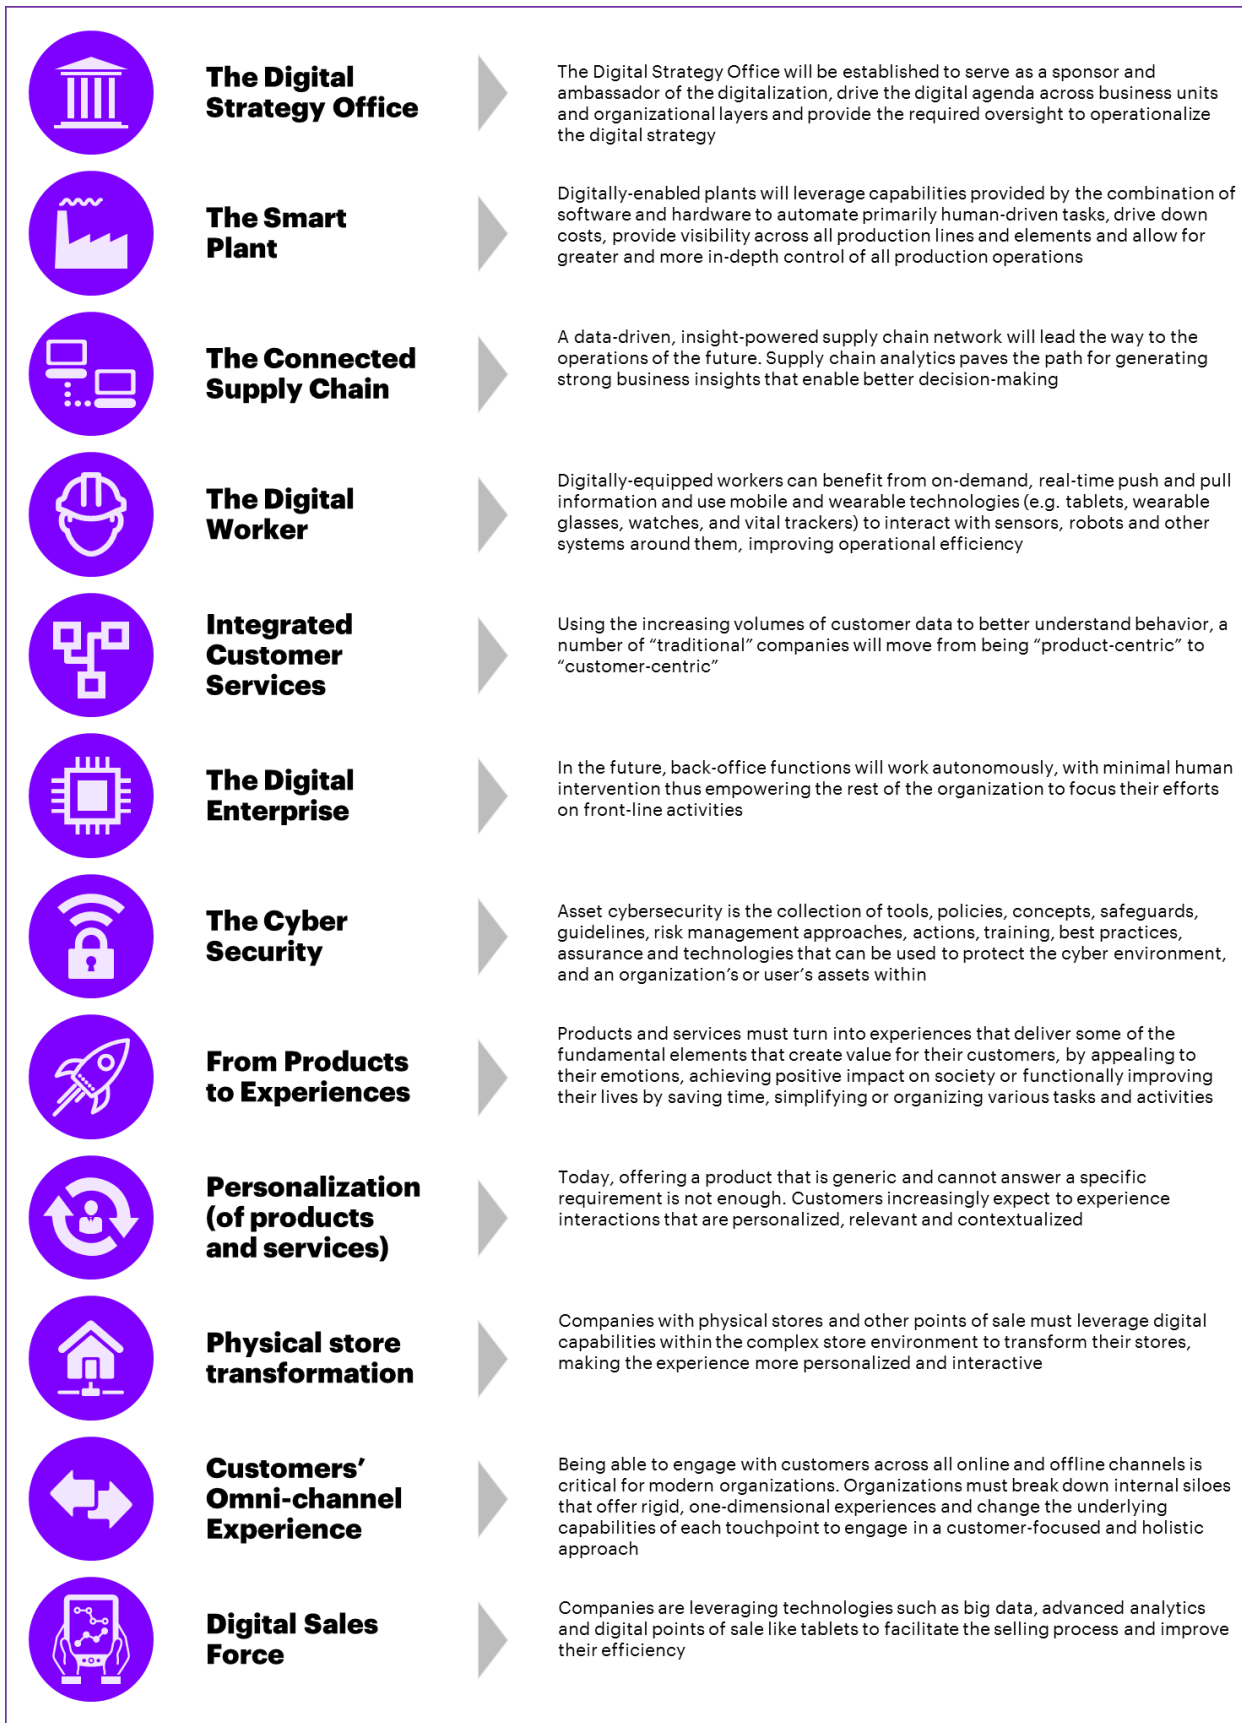 The Digital
Strategy Office
The Digital Strategy Office will be established to serve as a sponsor and
ambassador of the digitalization, drive the digital agenda across business units
and organizational layers and provide the required oversight to operationalize
the digital strategy
The Smart
Plant
Digitally-enabled plants will leverage capabilities provided by the combination of
software and hardware to automate primarily human-driven tasks, drive down
costs, provide visibility across all production lines and elements and allow for
greater and more in-depth control of all production operations
The Connected
Supply Chain
A data-driven, insight-powered supply chain network will lead the way to the
operations of the future. Supply chain analytics paves the path for generating
strong business insights that enable better decision-making
The Digital
Worker
Digitally-equipped workers can benefit from on-demand, real-time push and pull
information and use mobile and wearable technologies (e.g. tablets, wearable
glasses, watches, and vital trackers) to interact with sensors, robots and other
systems around them, improving operational efficiency
Integrated
Customer
Services
Using the increasing volumes of customer data to better understand behavior, a
number of “traditional” companies will move from being “product-centric” to
“customer-centric”
The Digital
Enterprise
In the future, back-office functions will work autonomously, with minimal human
intervention thus empowering the rest of the organization to focus their efforts
on front-line activities
The Cyber
Security
Asset cybersecurity is the collection of tools, policies, concepts, safeguards,
guidelines, risk management approaches, actions, training, best practices,
assurance and technologies that can be used to protect the cyber environment,
and an organization’s or user’s assets within
From Products
to Experiences
Products and services must turn into experiences that deliver some of the
fundamental elements that create value for their customers, by appealing to
their emotions, achieving positive impact on society or functionally improving
their lives by saving time, simplifying or organizing various tasks and activities
Personalization
(of products
and services)
Today, offering a product that is generic and cannot answer a specific
requirement is not enough. Customers increasingly expect to experience
interactions that are personalized, relevant and contextualized
Physical store
transformation
Companies with physical stores and other points of sale must leverage digital
capabilities within the complex store environment to transform their stores,
making the experience more personalized and interactive
Customers’
Omni-channel
Experience
Being able to engage with customers across all online and offline channels is
critical for modern organizations. Organizations must break down internal siloes
that offer rigid, one-dimensional experiences and change the underlying
capabilities of each touchpoint to engage in a customer-focused and holistic
approach
Digital Sales
Force
Companies are leveraging technologies such as big data, advanced analytics
and digital points of sale like tablets to facilitate the selling process and improve
their efficiency